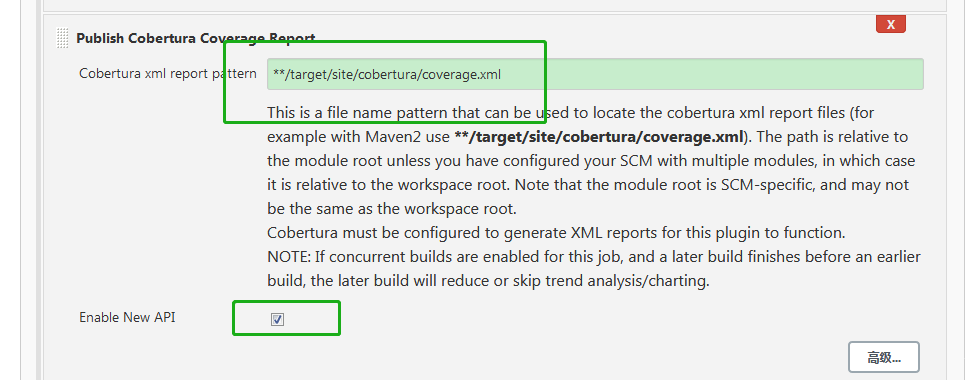 X
Publish Cobertura Coverage Report
Cobertura xml report pattern
**/target/site/cobertura/coverage.xml
This is a file name pattern that can be used to locate the cobertura xml report files (for
example with Maven2 use **/target/site/cobertura/coverage.xml). The path is relative to
the module root unless you have configured your SCM with multiple modules, in which case
it is relative to the workspace root. Note that the module root is SCM-specific, and may not
be the same as the workspace root.
Cobertura must be configured to generate XML reports for this plugin to function.
NOTE: If concurrent builds are enabled for this job, and a later build finishes before an earlier
build, the later build will reduce or skip trend analysis/charting.
Enable New API
高级...